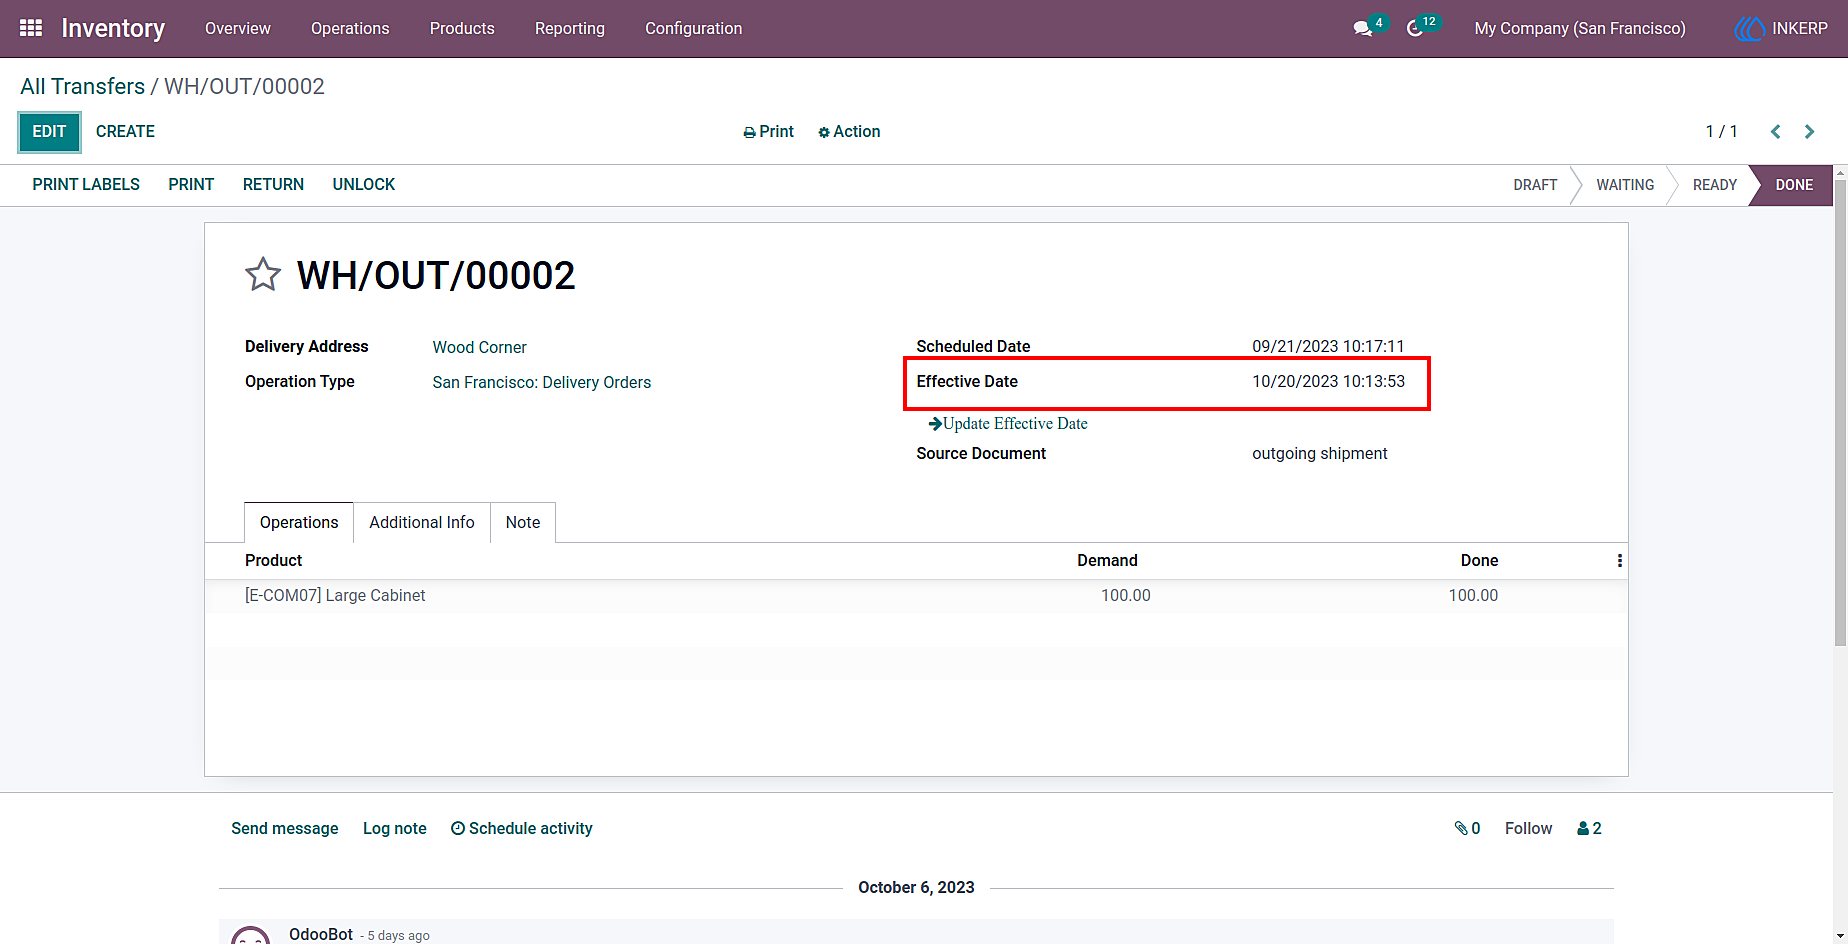 Inventory Overview Operations Products Reporting Configuration 4 12 My Company (San Francisco) INKERP
All Transfers / WH/OUT/00002
EDIT CREATE Print Action 1 / 1
PRINT LABELS PRINT RETURN UNLOCK DRAFT WAITING READY DONE
WH/OUT/00002
Delivery Address Wood Corner Scheduled Date 09/21/2023 10:17:11
Operation Type San Francisco: Delivery Orders Effective Date 10/20/2023 10:13:53
Update Effective Date
Source Document outgoing shipment
Operations Additional Info Note
Product Demand Done
[E-COM07] Large Cabinet 100.00 100.00
Send message Log note Schedule activity 0 Follow 2
October 6, 2023
OdooBot - 5 days ago